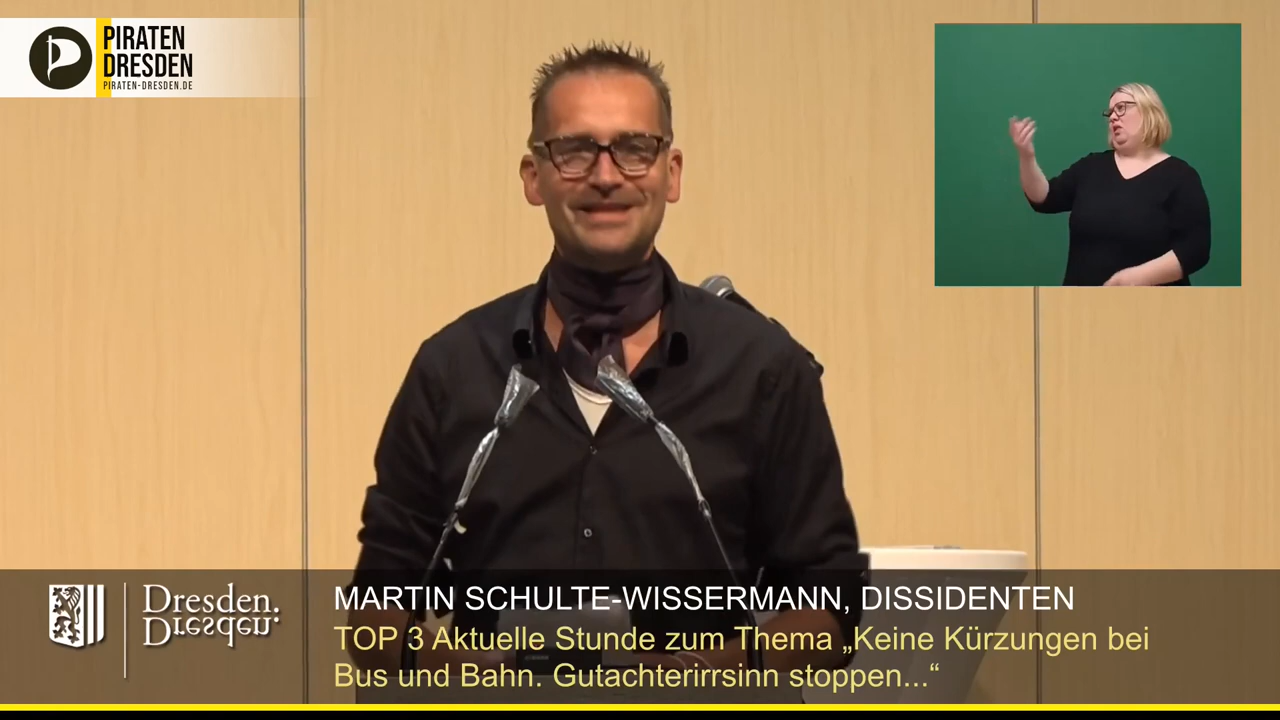 PIRATEN
DRESDEN
PIRATEN-DRESDEN.DE
Dresden.
Dresden.
MARTIN SCHULTE-WISSERMANN, DISSIDENTEN
TOP 3 Aktuelle Stunde zum Thema „Keine Kürzungen bei
Bus und Bahn. Gutachterirrsinn stoppen...“